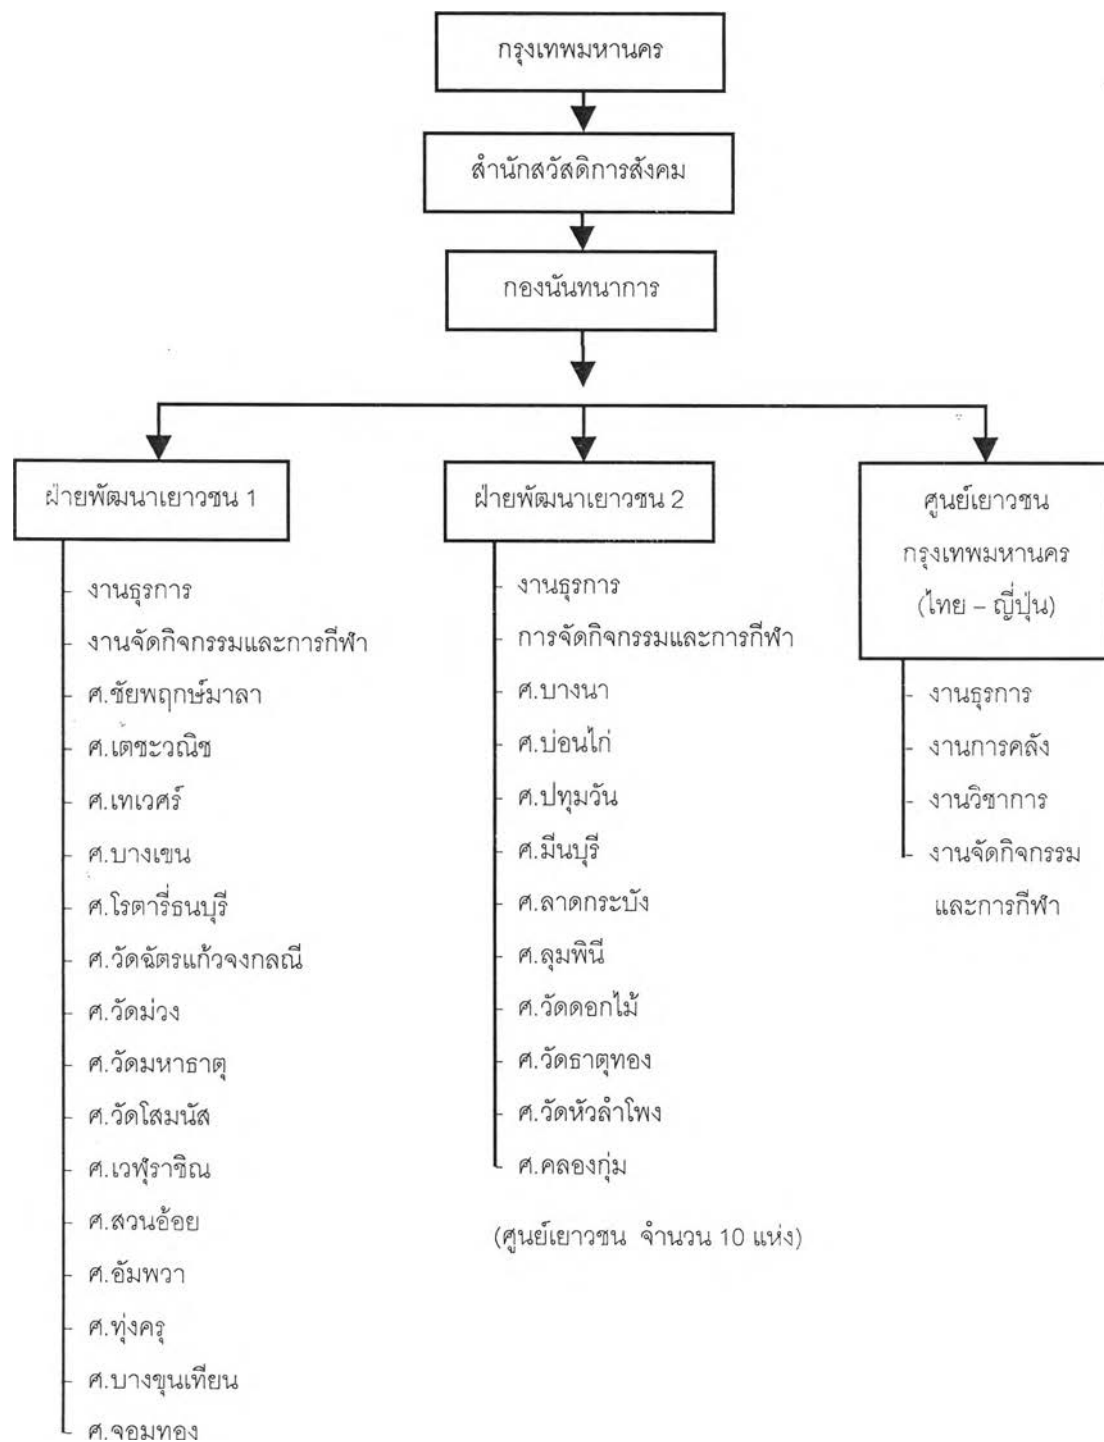 กรุงเทพมหานคร
สำนักสวัสดิการสังคม
กองนันทนาการ
ฝ่ายพัฒนาเยาวชน 1
- งานธุรการ
- งานจัดกิจกรรมและการกีฬา
- ศ.ชัยพฤกษ์มาลา
- ศ.เตชะวณิช
- ศ.เทเวศร์
- ศ.บางเขน
- ศ.โรตารี่ธนบุรี
- ศ.วัดฉัตรแก้วจงกลณี
- ศ.วัดม่วง
- ศ.วัดมหาธาตุ
- ศ.วัดโสมนัส
- ศ.เวฬุราชิณ
- ศ.สวนอ้อย
- ศ.อัมพวา
- ศ.ทุ่งครุ
- ศ.บางขุนเทียน
- ศ.จอมทอง
ฝ่ายพัฒนาเยาวชน 2
- งานธุรการ
- การจัดกิจกรรมและการกีฬา
- ศ.บางนา
- ศ.บ่อนไก่
- ศ.ปทุมวัน
- ศ.มีนบุรี
- ศ.ลาดกระบัง
- ศ.ลุมพินี
- ศ.วัดดอกไม้
- ศ.วัดธาตุทอง
- ศ.วัดหัวลำโพง
- ศ.คลองกุ่ม
(ศูนย์เยาวชน จำนวน 10 แห่ง)
ศูนย์เยาวชน
กรุงเทพมหานคร
(ไทย – ญี่ปุ่น)
- งานธุรการ
- งานการคลัง
- งานวิชาการ
- งานจัดกิจกรรม
และการกีฬา